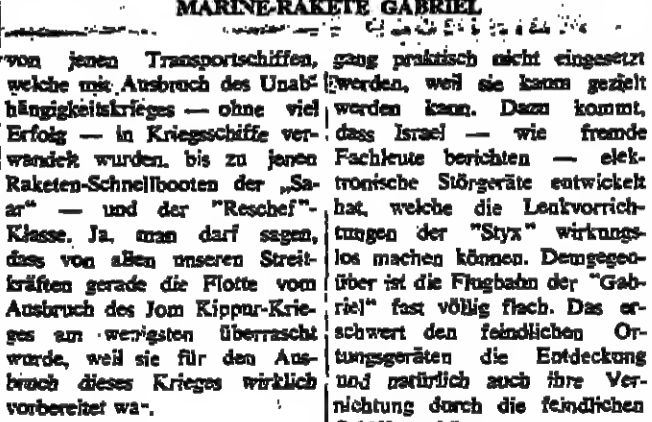 MARINE-RAKETE GABRIEL
von jenen Transportschiffen,
welche mit Ausbruch des Unab-
hängigkeitskrieges — ohne viel
Erfolg — in Kriegsschiffe ver-
wandelt wurden, bis zu jenen
Raketen-Schnellbooten der „Sa-
ar“ — und der "Reschef"-
Klasse. Ja, man darf sagen,
dass von allen unseren Streit-
kräften gerade die Flotte vom
Ausbruch des Jom Kippur-Krie-
ges am wenigsten überrascht
wurde, weil sie für den Aus-
bruch dieses Krieges wirklich
vorbereitet war.
gang praktisch nicht eingesetzt
werden, weil sie kaum gezielt
werden kann. Dazu kommt,
dass Israel — wie fremde
Fachleute berichten — elek-
tronische Störgeräte entwickelt
hat, welche die Lenkvorrich-
tungen der "Styx" wirkungs-
los machen können. Demgegen-
über ist die Flugbahn der "Gab-
riel" fast völlig flach. Das er-
schwert den feindlichen Or-
tungsgeräten die Entdeckung
und natürlich auch ihre Ver-
nichtung durch die feindlichen